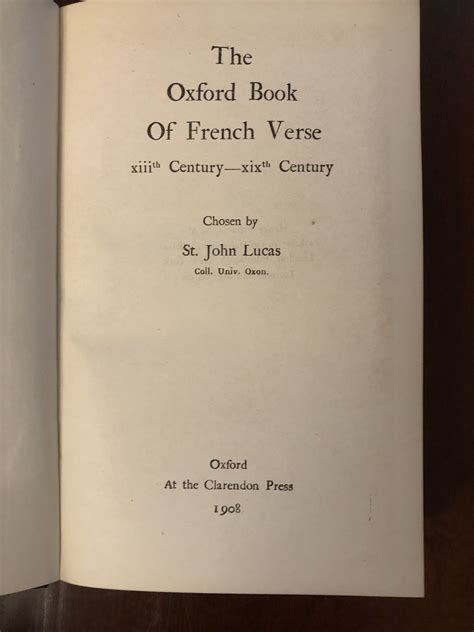 The
Oxford Book
Of French Verse
xiiith Century—xixth Century
Chosen by
St. John Lucas
Coll. Univ. Oxon.
Oxford
At the Clarendon Press
1908